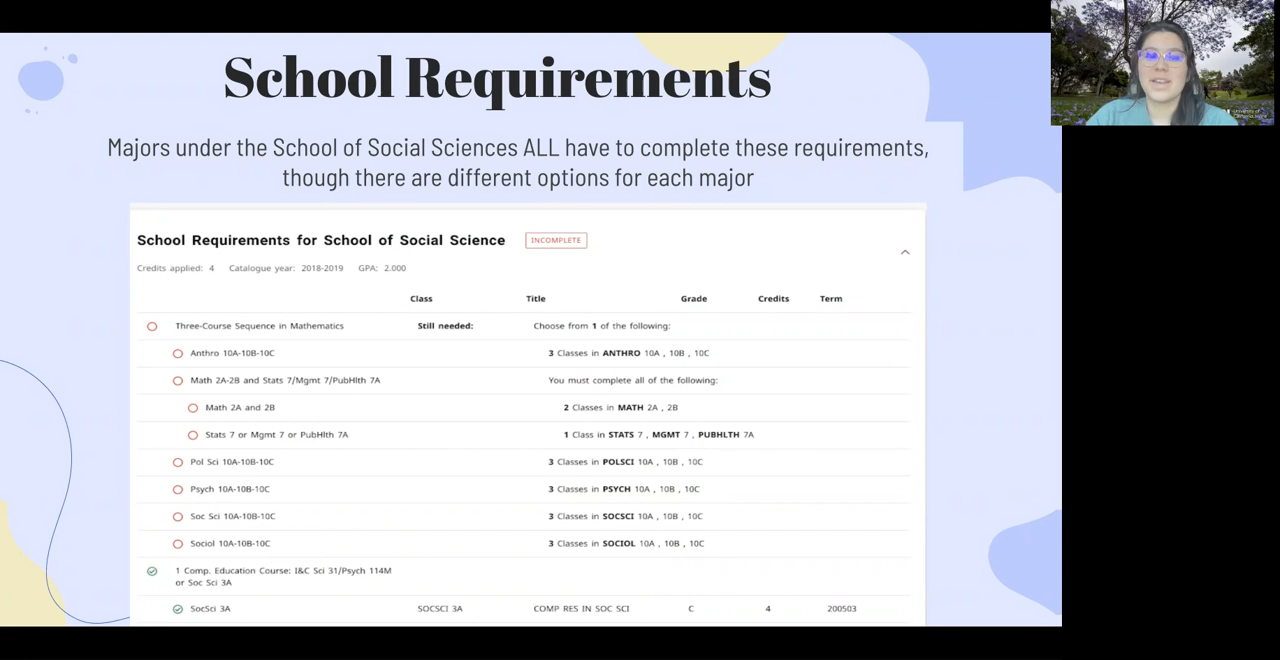 School Requirements
Majors under the School of Social Sciences ALL have to complete these requirements,
though there are different options for each major
School Requirements for School of Social Science INCOMPLETE
Credits applied: 4 Catalogue year: 2018-2019 GPA: 2.000
Class Title Grade Credits Term
Three-Course Sequence in Mathematics Still needed: Choose from 1 of the following:
Anthro 10A-10B-10C 3 Classes in ANTHRO 10A , 10B , 10C
Math 2A-2B and Stats 7/Mgmt 7/PubHlth 7A You must complete all of the following:
Math 2A and 2B 2 Classes in MATH 2A , 2B
Stats 7 or Mgmt 7 or PubHlth 7A 1 Class in STATS 7 , MGMT 7 , PUBHLTH 7A
Pol Sci 10A-10B-10C 3 Classes in POLSCI 10A , 10B , 10C
Psych 10A-10B-10C 3 Classes in PSYCH 10A , 10B , 10C
Soc Sci 10A-10B-10C 3 Classes in SOCSCI 10A , 10B , 10C
Sociol 10A-10B-10C 3 Classes in SOCIOL 10A , 10B , 10C
1 Comp. Education Course: I&C Sci 31/Psych 114M
or Soc Sci 3A
SocSci 3A SOCSCI 3A COMP RES IN SOC SCI C 4 200503